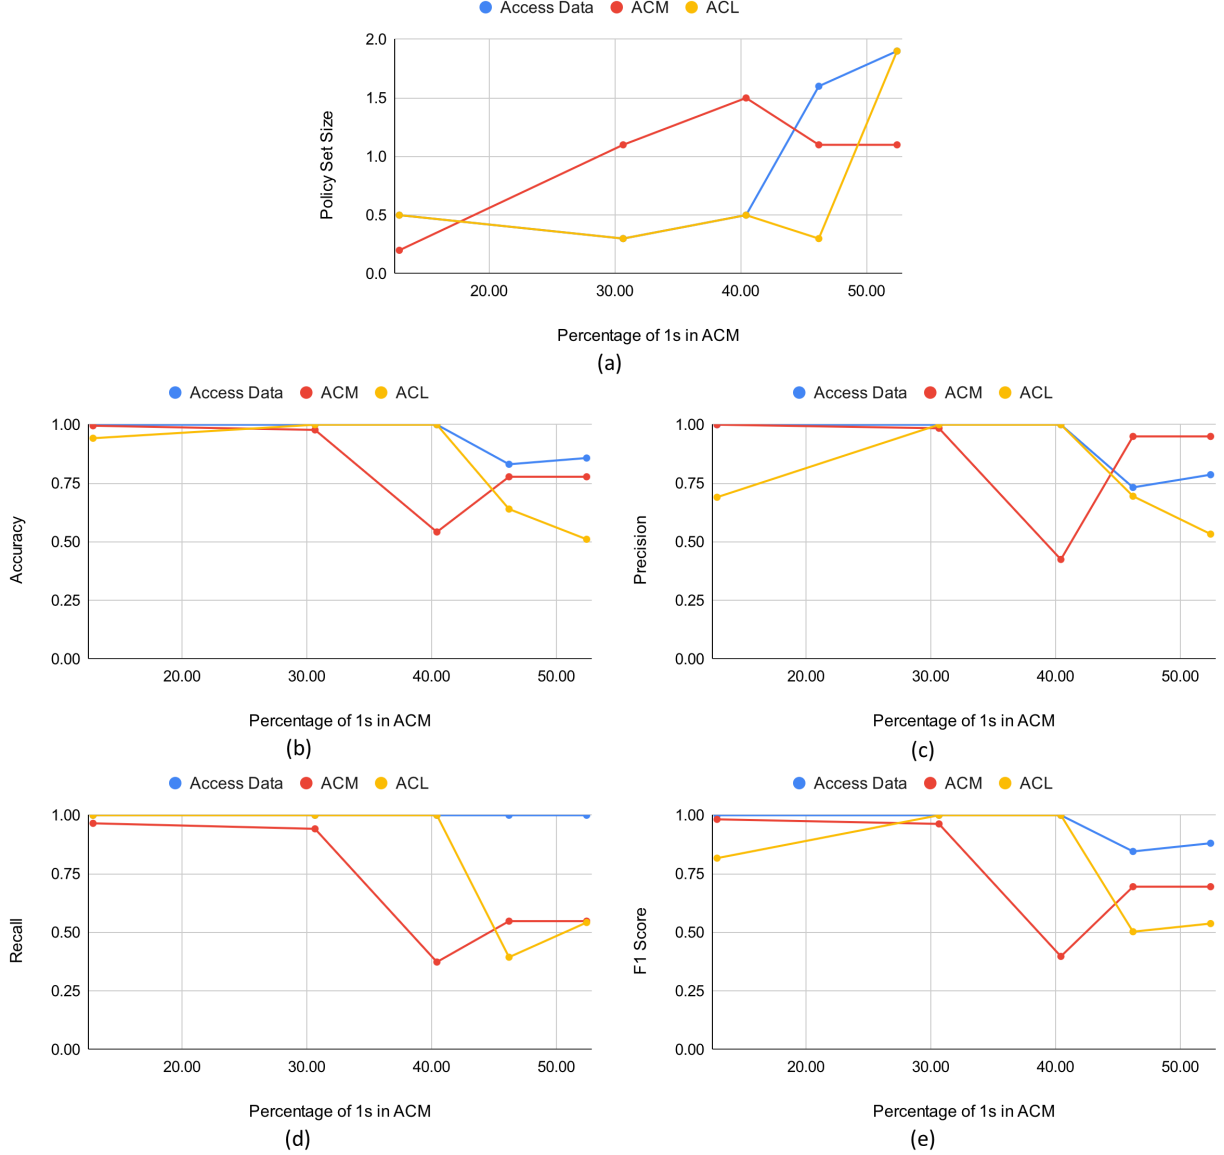 Access Data ACM ACL
2.0
1.5
1.0
0.5
0.0
Policy Set Size
20.00 30.00 40.00 50.00
Percentage of 1s in ACM
(a)
Access Data ACM ACL
1.00
0.75
0.50
0.25
0.00
Accuracy
20.00 30.00 40.00 50.00
Percentage of 1s in ACM
(b)
Access Data ACM ACL
1.00
0.75
0.50
0.25
0.00
Precision
20.00 30.00 40.00 50.00
Percentage of 1s in ACM
(c)
Access Data ACM ACL
1.00
0.75
0.50
0.25
0.00
Recall
20.00 30.00 40.00 50.00
Percentage of 1s in ACM
(d)
Access Data ACM ACL
1.00
0.75
0.50
0.25
0.00
F1 Score
20.00 30.00 40.00 50.00
Percentage of 1s in ACM
(e)